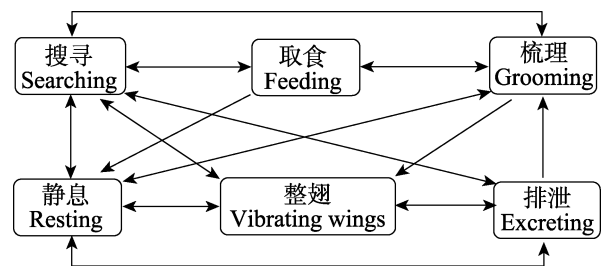 搜寻
Searching
取食
Feeding
梳理
Grooming
静息
Resting
整翅
Vibrating wings
排泄
Excreting